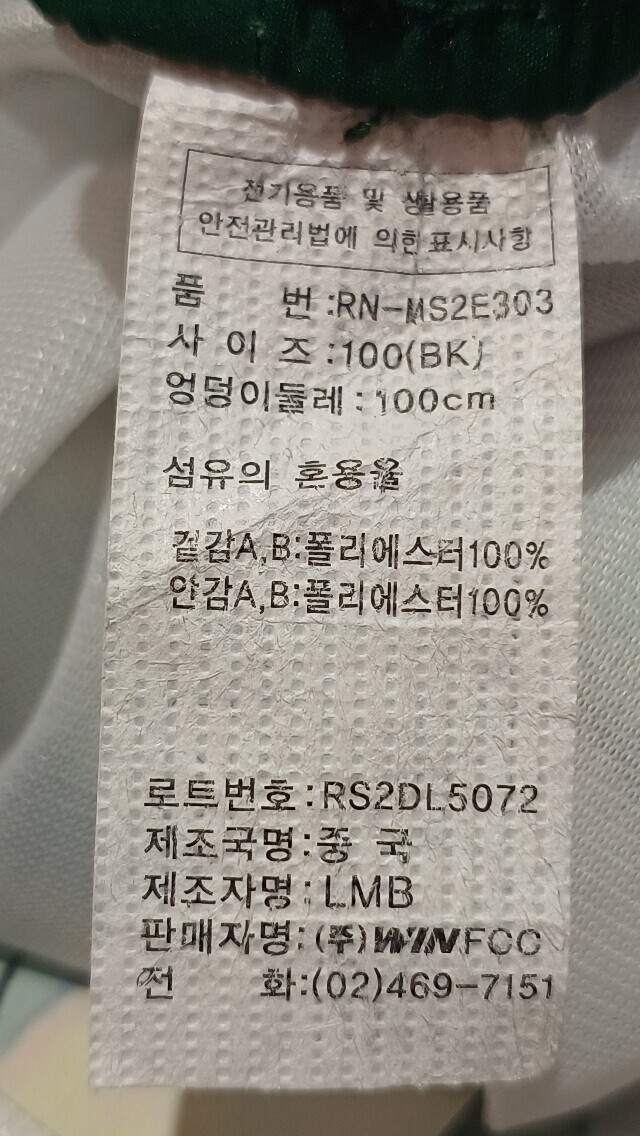 전기용품 및 생활용품
안전관리법에 의한 표시사항
품 번:RN-MS2E303
사 이 즈:100(BK)
엉덩이둘레:100cm
섬유의 혼용율
겉감A,B:폴리에스터100%
안감A,B:폴리에스터100%
로트번호:RS2DL5072
제조국명:중 국
제조자명:LMB
판매자명:(주)WINFCC
전 화:(02)469-7151